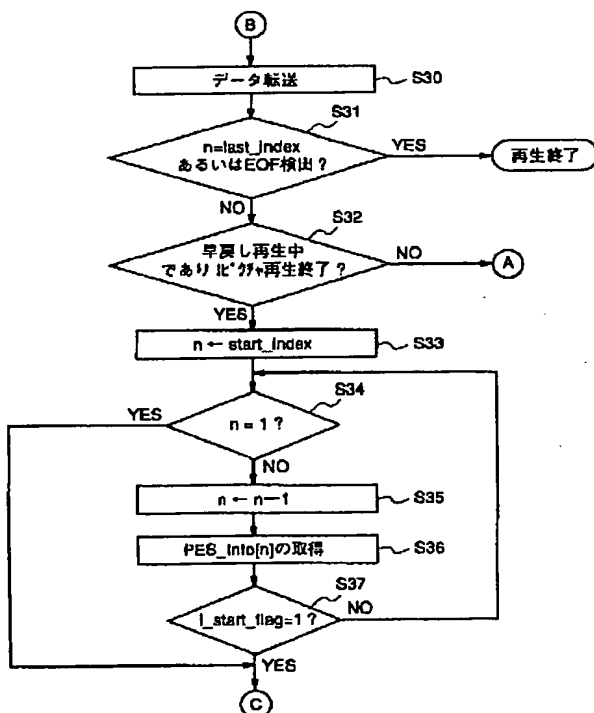 B
データ転送
S30
S31
n=last_index
あるいはEOF検出?
YES
再生終了
NO
S32
早戻し再生中
でありIピクチャ再生終了?
NO
A
YES
n ← start_index
S33
S34
YES
n = 1 ?
NO
n ← n−1
S35
PES_info[n]の取得
S36
S37
I_start_flag=1 ?
NO
YES
C